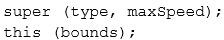 super (type, maxSpeed);
this (bounds);